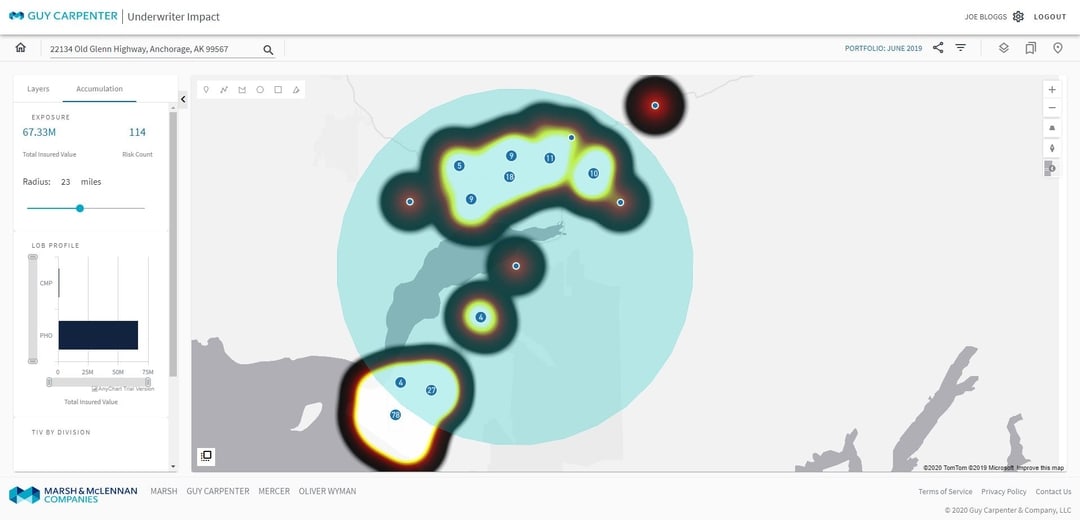 GUY CARPENTER | Underwriter Impact
JOE BLOGGS
LOGOUT
22134 Old Glenn Highway, Anchorage, AK 99567
PORTFOLIO: JUNE 2019
Layers
Accumulation
EXPOSURE
67.33M
114
Total Insured Value
Risk Count
Radius: 23 miles
LOB PROFILE
CMP
PHO
0 25M 50M 75M
AnyChart Trial Version
Total Insured Value
TIV BY DIVISION
5
9
11
18
10
9
4
4
27
78
©2020 TomTom ©2019 Microsoft Improve this map
MARSH & McLENNAN
COMPANIES
MARSH GUY CARPENTER MERCER OLIVER WYMAN
Terms of Service Privacy Policy Contact Us
© 2020 Guy Carpenter & Company, LLC